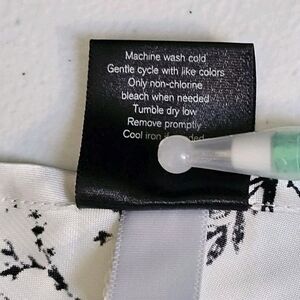 Machine wash cold
Gentle cycle with like colors
Only non-chlorine
bleach when needed
Tumble dry low
Remove promptly
Cool iron